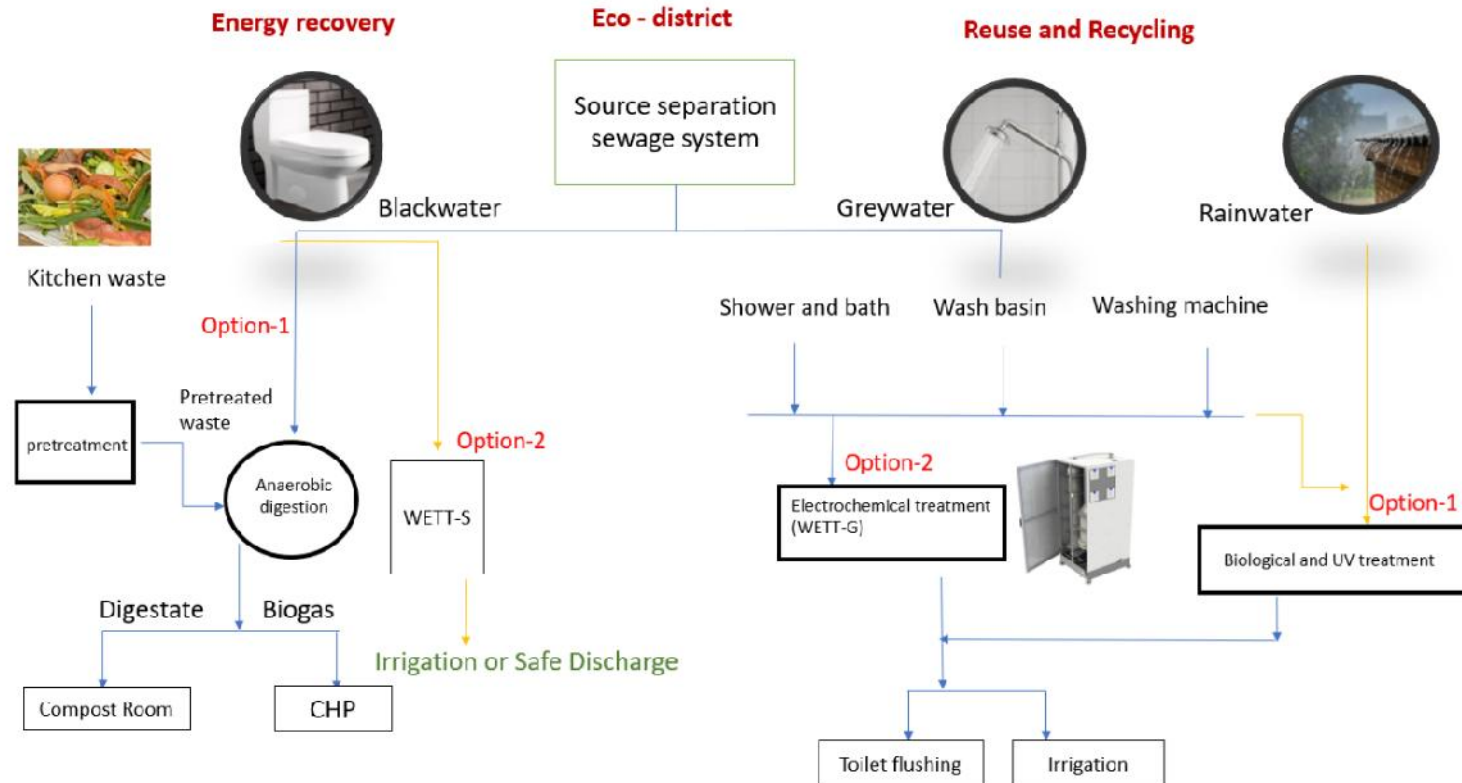 Energy recovery
Eco - district
Reuse and Recycling
Source separation
sewage system
Blackwater
Greywater
Rainwater
Kitchen waste
Shower and bath
Wash basin
Washing machine
Option-1
Pretreated
waste
pretreatment
Option-2
Anaerobic
digestion
WETT-S
Option-2
Electrochemical treatment
(WETT-G)
Option-1
Biological and UV treatment
Digestate
Biogas
Irrigation or Safe Discharge
Compost Room
CHP
Toilet flushing
Irrigation